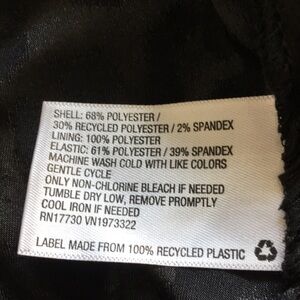 SHELL: 68% POLYESTER /
30% RECYCLED POLYESTER / 2% SPANDEX
LINING: 100% POLYESTER
ELASTIC: 61% POLYESTER / 39% SPANDEX
MACHINE WASH COLD WITH LIKE COLORS
GENTLE CYCLE
ONLY NON-CHLORINE BLEACH IF NEEDED
TUMBLE DRY LOW, REMOVE PROMPTLY
COOL IRON IF NEEDED
RN17730 VN1973322
LABEL MADE FROM 100% RECYCLED PLASTIC